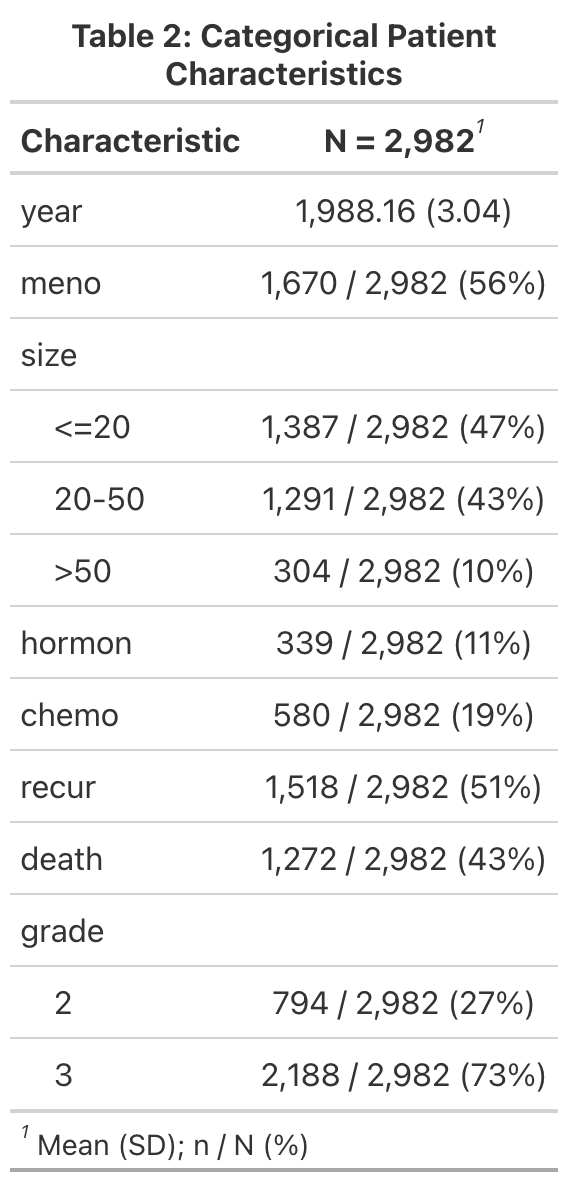 Table 2: Categorical Patient
Characteristics
Characteristic N = 2,982¹
year 1,988.16 (3.04)
meno 1,670 / 2,982 (56%)
size
<=20 1,387 / 2,982 (47%)
20-50 1,291 / 2,982 (43%)
>50 304 / 2,982 (10%)
hormon 339 / 2,982 (11%)
chemo 580 / 2,982 (19%)
recur 1,518 / 2,982 (51%)
death 1,272 / 2,982 (43%)
grade
2 794 / 2,982 (27%)
3 2,188 / 2,982 (73%)
¹ Mean (SD); n / N (%)